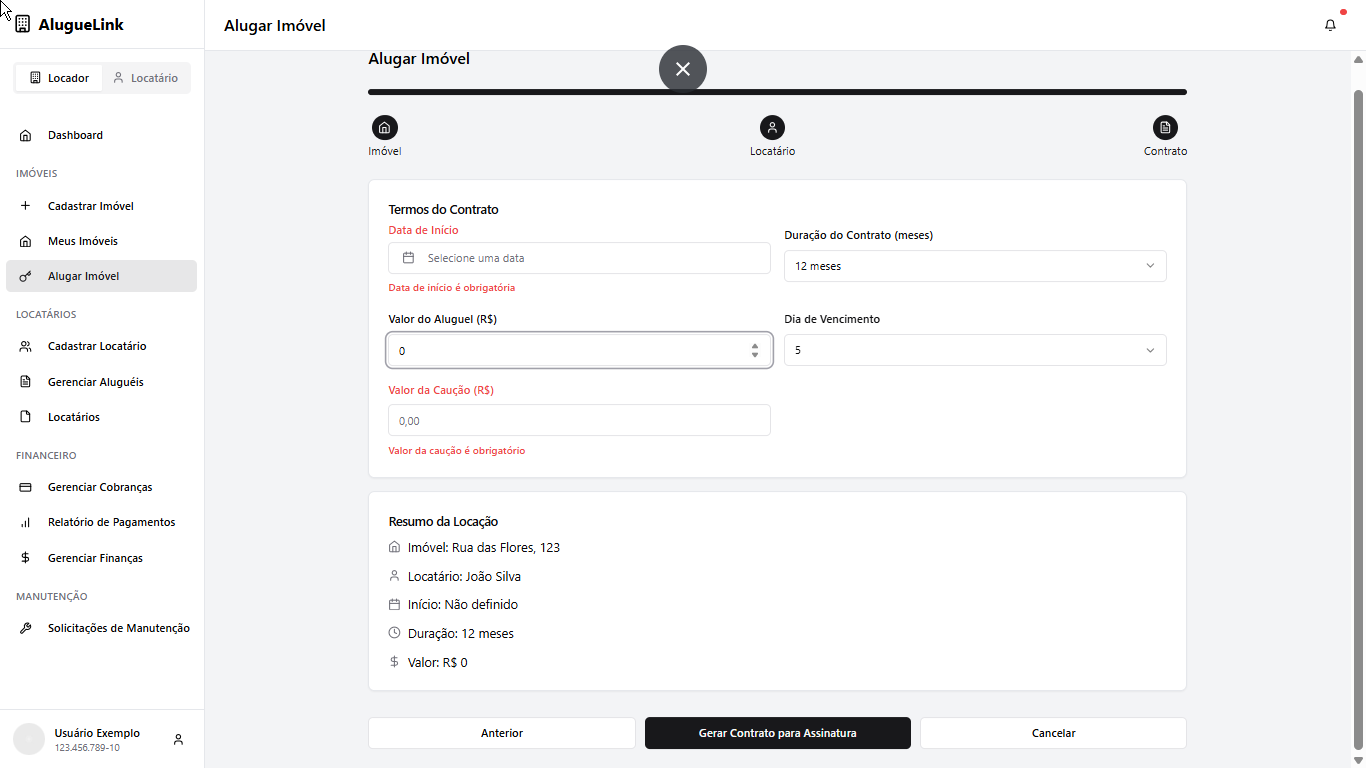 AlugueLink
Alugar Imóvel
Locador
Locatário
Dashboard
IMÓVEIS
Cadastrar Imóvel
Meus Imóveis
Alugar Imóvel
LOCATÁRIOS
Cadastrar Locatário
Gerenciar Aluguéis
Locatários
FINANCEIRO
Gerenciar Cobranças
Relatório de Pagamentos
Gerenciar Finanças
MANUTENÇÃO
Solicitações de Manutenção
Usuário Exemplo
123.456.789-10
Alugar Imóvel
Imóvel
Locatário
Contrato
Termos do Contrato
Data de Início
Selecione uma data
Data de início é obrigatória
Duração do Contrato (meses)
12 meses
Valor do Aluguel (R$)
0
Dia de Vencimento
5
Valor da Caução (R$)
0,00
Valor da caução é obrigatório
Resumo da Locação
Imóvel: Rua das Flores, 123
Locatário: João Silva
Início: Não definido
Duração: 12 meses
Valor: R$ 0
Anterior
Gerar Contrato para Assinatura
Cancelar